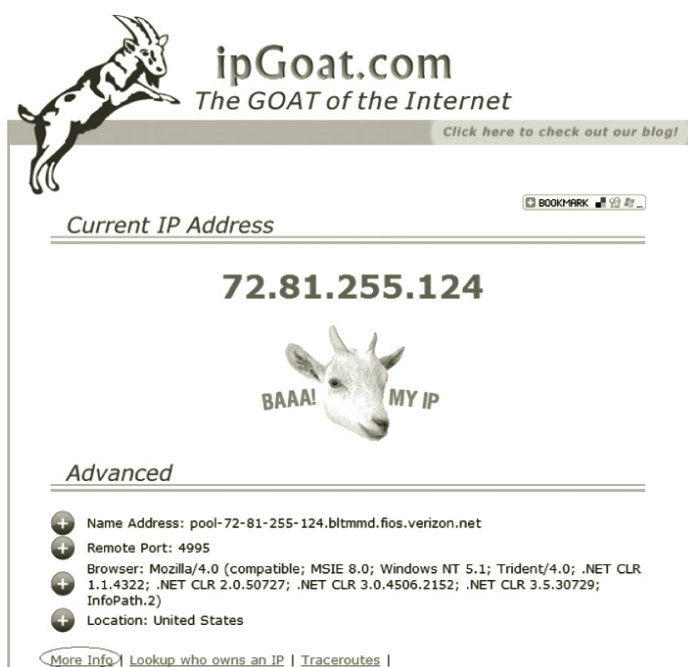 ipGoat.com
The GOAT of the Internet
Click here to check out our blog!
BOOKMARK
Current IP Address
72.81.255.124
BAAA! MY IP
Advanced
Name Address: pool-72-81-255-124.bltmmd.fios.verizon.net
Remote Port: 4995
Browser: Mozilla/4.0 (compatible; MSIE 8.0; Windows NT 5.1; Trident/4.0; .NET CLR
1.1.4322; .NET CLR 2.0.50727; .NET CLR 3.0.4506.2152; .NET CLR 3.5.30729;
InfoPath.2)
Location: United States
More Info | Lookup who owns an IP | Traceroutes |